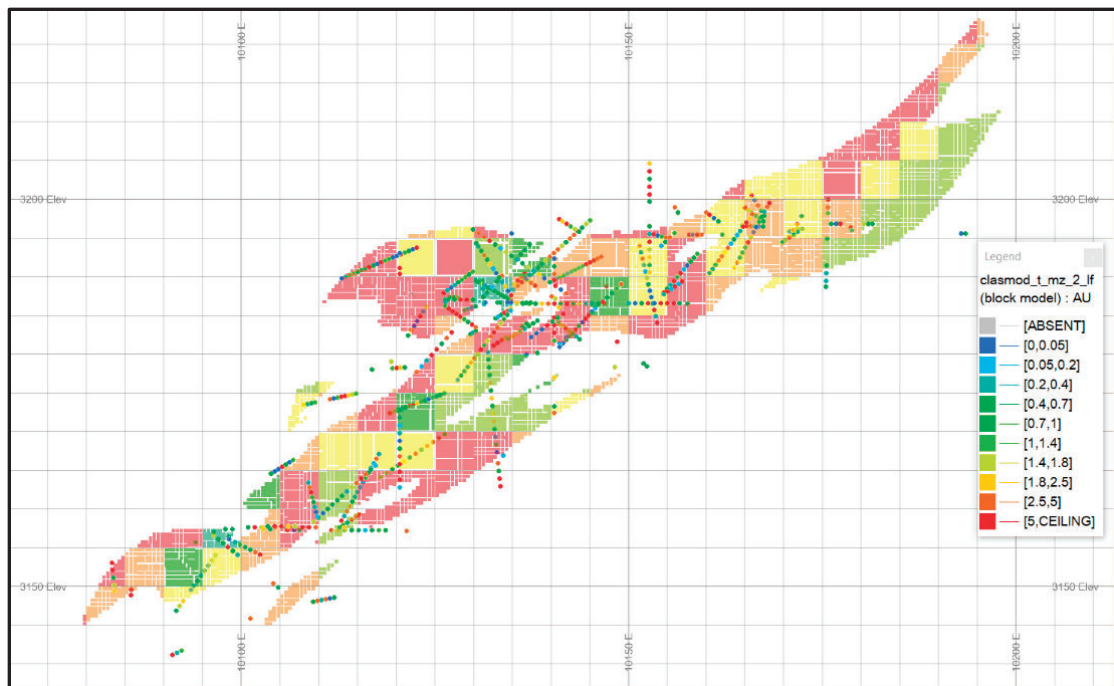 10100 E
10150 E
10200 E
3200 Elev
3200 Elev
Legend
clasmod_t_mz_2_lf
(block model) : AU
[ABSENT]
[0,0.05]
[0.05,0.2]
[0.2,0.4]
[0.4,0.7]
[0.7,1]
[1,1.4]
[1.4,1.8]
[1.8,2.5]
[2.5,5]
[5,CEILING]
3150 Elev
3150 Elev
10100 E
10150 E
10200 E